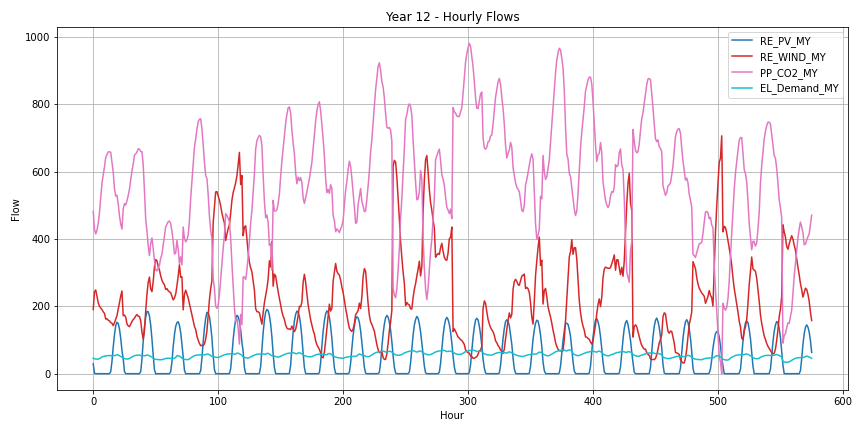 Year 12 - Hourly Flows
RE_PV_MY
RE_WIND_MY
PP_CO2_MY
EL_Demand_MY
1000
800
600
400
200
0
Flow
0
100
200
300
400
500
600
Hour